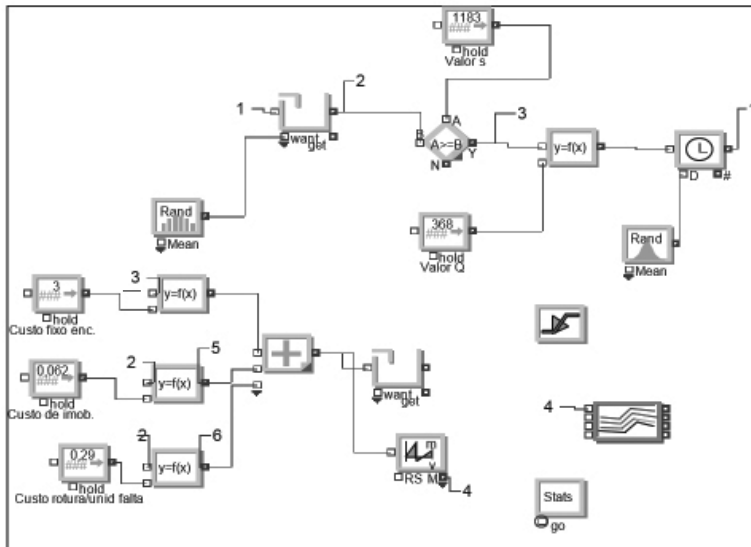 1183
###
hold
Valor s
2
1
A
3
B
A>=B
Y
N
want
get
y=f(x)
D
#
Rand
Mean
368
###
hold
Valor Q
Rand
Mean
3
###
hold
Custo fixo enc.
3
y=f(x)
0,062
###
hold
Custo de imob.
2
5
y=f(x)
want
get
4
0,29
###
hold
Custo rotura/unid falta
2
6
y=f(x)
m
v
RS
M
4
Stats
go